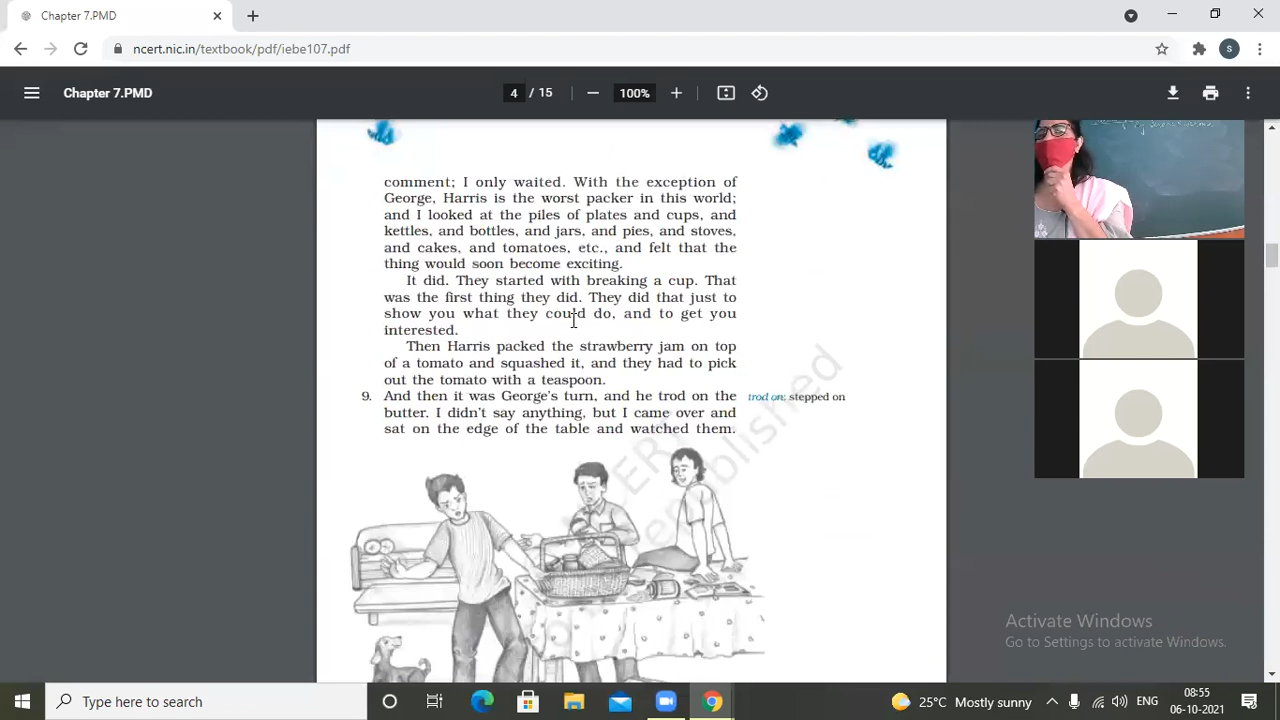 Chapter 7.PMD
ncert.nic.in/textbook/pdf/iebe107.pdf
S
Chapter 7.PMD
4 / 15
100%
comment; I only waited. With the exception of
George, Harris is the worst packer in this world;
and I looked at the piles of plates and cups, and
kettles, and bottles, and jars, and pies, and stoves,
and cakes, and tomatoes, etc., and felt that the
thing would soon become exciting.
It did. They started with breaking a cup. That
was the first thing they did. They did that just to
show you what they could do, and to get you
interested.
Then Harris packed the strawberry jam on top
of a tomato and squashed it, and they had to pick
out the tomato with a teaspoon.
9. And then it was George's turn, and he trod on the
butter. I didn't say anything, but I came over and
sat on the edge of the table and watched them.
trod on: stepped on
Activate Windows
Go to Settings to activate Windows.
Type here to search
25°C Mostly sunny
ENG
08:55
06-10-2021